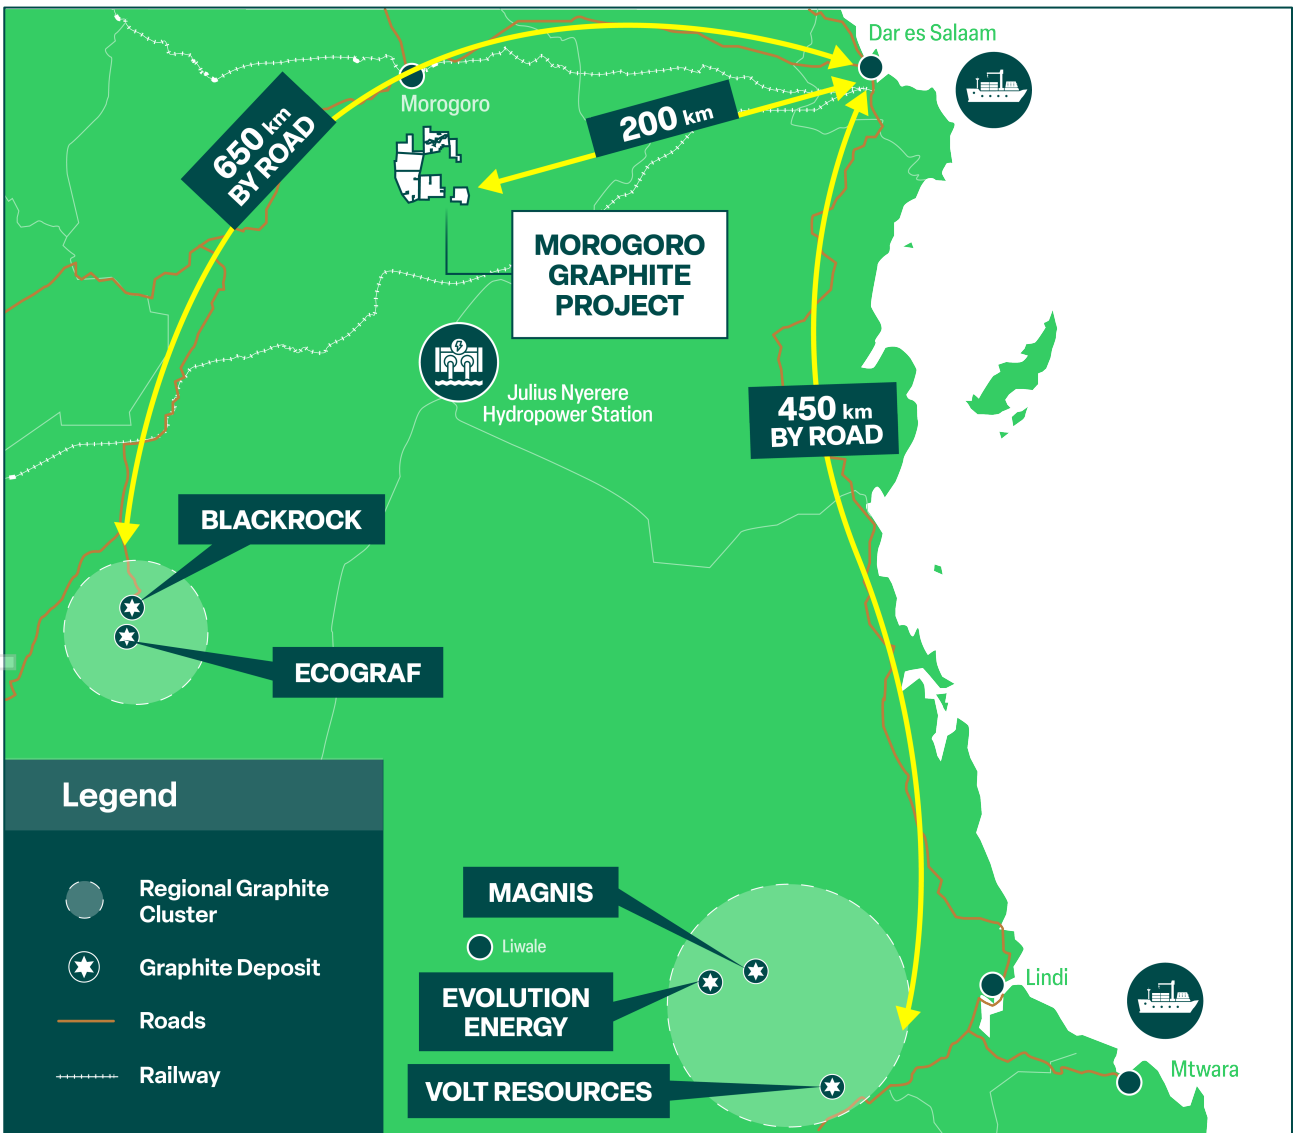 Dar es Salaam
Morogoro
650 km
BY ROAD
200 km
MOROGORO
GRAPHITE
PROJECT
Julius Nyerere
Hydropower Station
450 km
BY ROAD
BLACKROCK
ECOGRAF
Legend
Regional Graphite
Cluster
Graphite Deposit
Roads
Railway
MAGNIS
Liwale
EVOLUTION
ENERGY
VOLT RESOURCES
Lindi
Mtwara